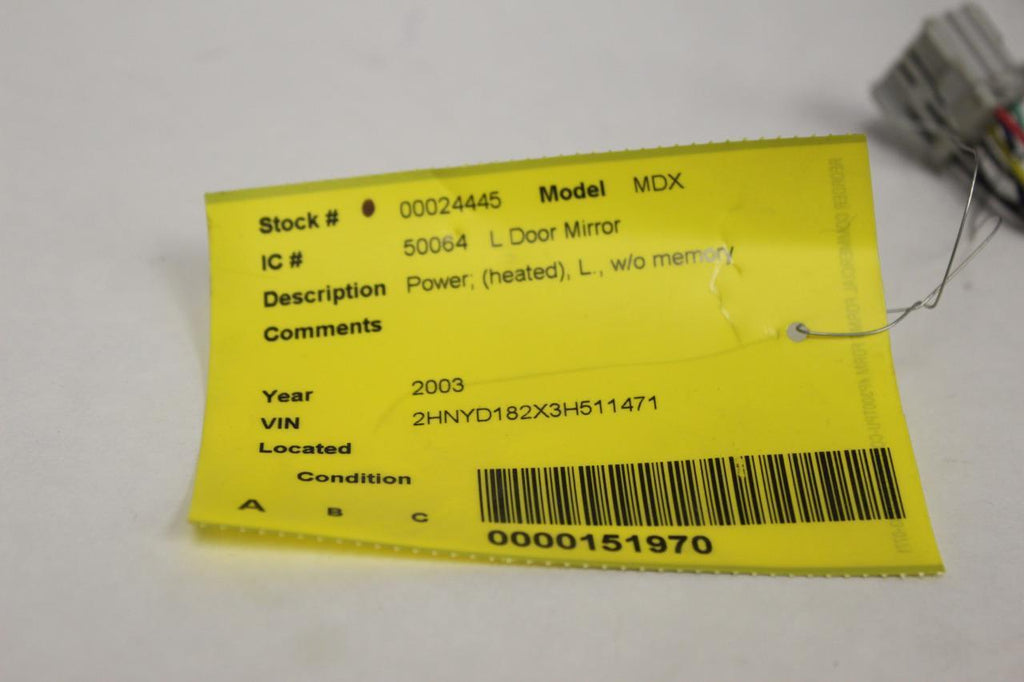 Stock # 00024445 Model MDX
IC # 50064 L Door Mirror
Description Power; (heated), L., w/o memory
Comments
Year 2003
VIN 2HNYD182X3H511471
Located
Condition
A B C
0000151970